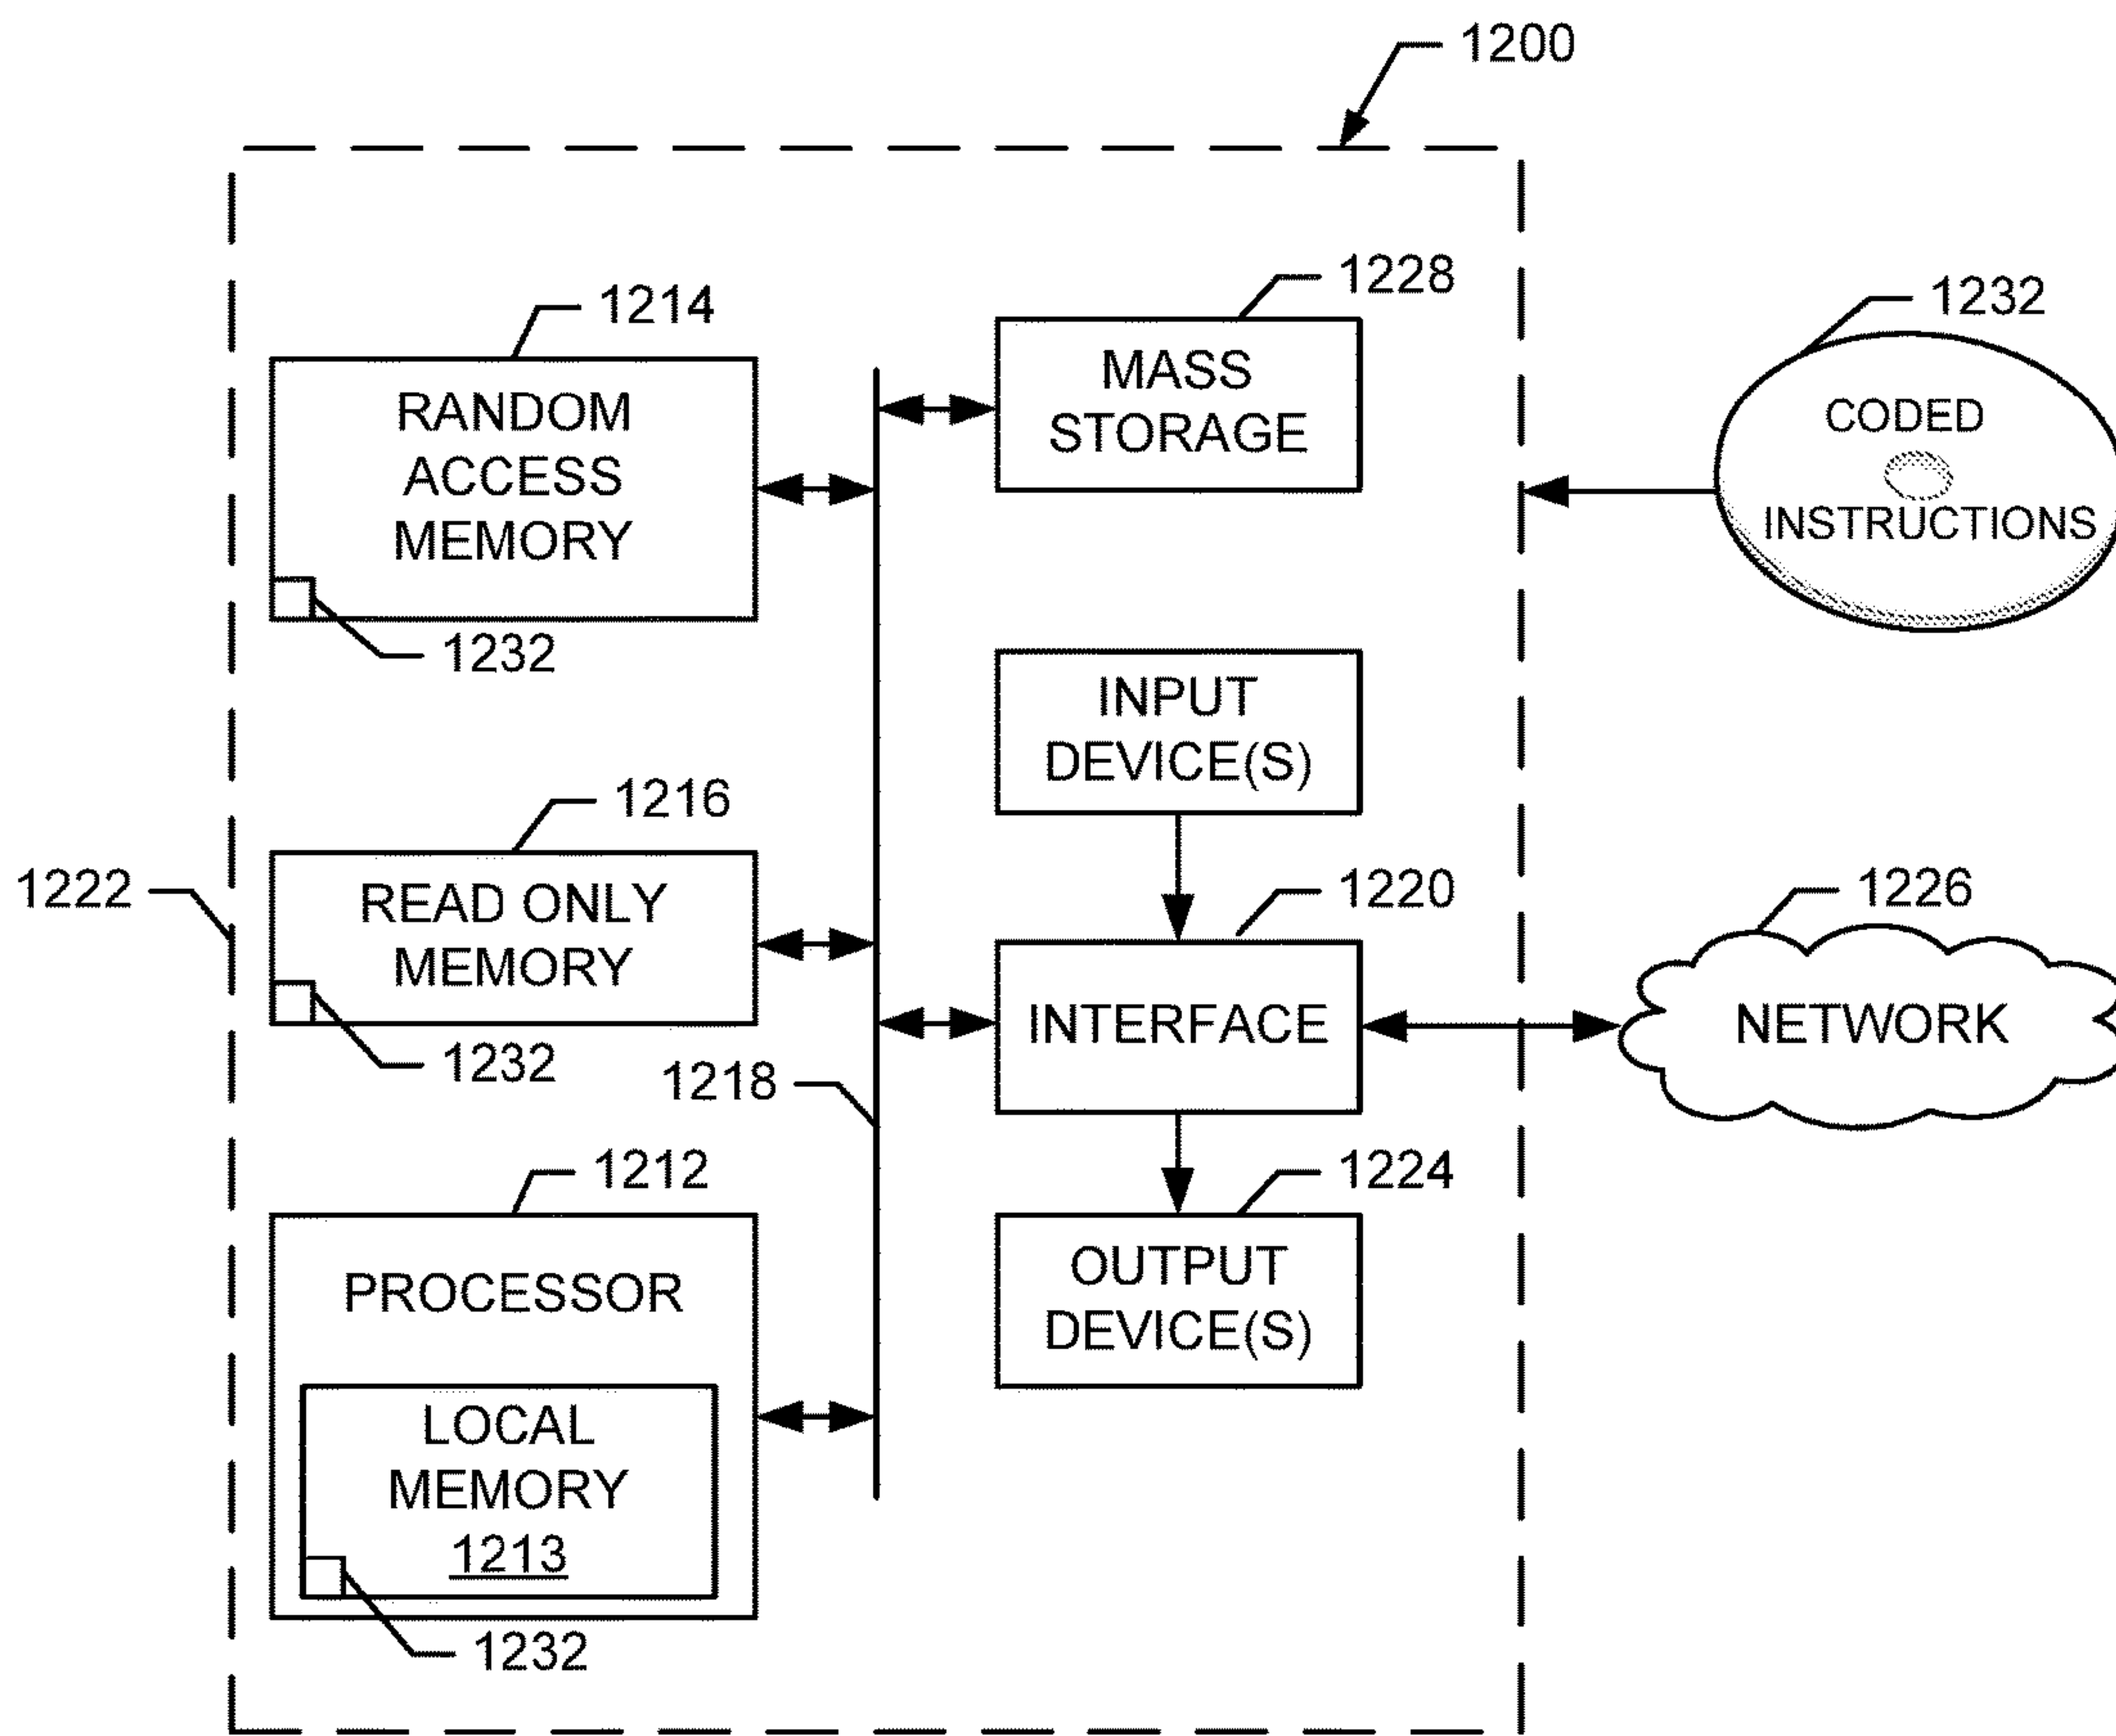 1200
1214
RANDOM
ACCESS
MEMORY
1232
1228
MASS
STORAGE
1232
CODED
INSTRUCTIONS
INPUT
DEVICE(S)
1222
1216
READ ONLY
MEMORY
1232
1218
1220
INTERFACE
1226
NETWORK
1212
PROCESSOR
LOCAL
MEMORY
1213
1232
1224
OUTPUT
DEVICE(S)